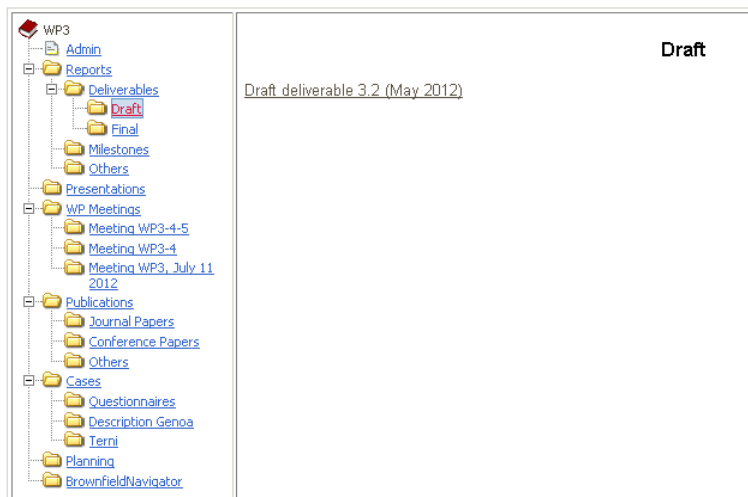 WP3
Admin
Reports
Deliverables
Draft
Final
Milestones
Others
Presentations
WP Meetings
Meeting WP3-4-5
Meeting WP3-4
Meeting WP3, July 11
2012
Publications
Journal Papers
Conference Papers
Others
Cases
Questionnaires
Description Genoa
Terni
Planning
BrownfieldNavigator
Draft
Draft deliverable 3.2 (May 2012)